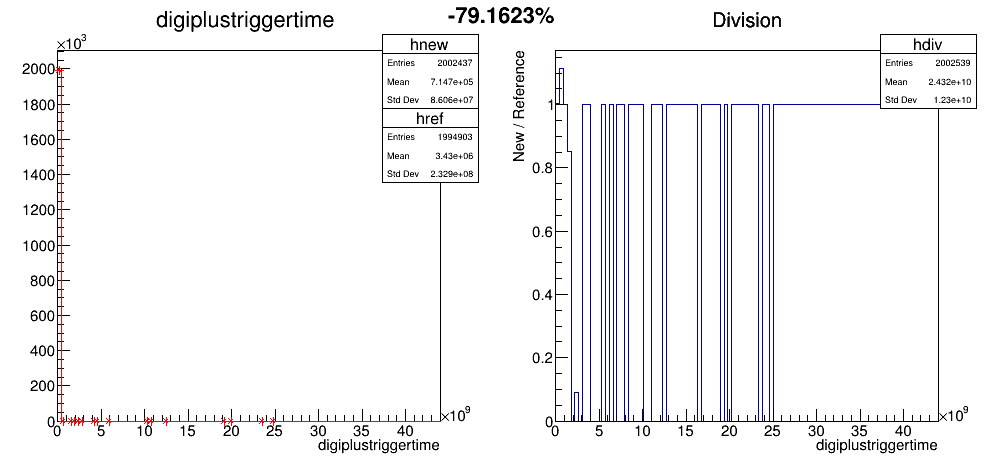 digiplustriggertime
-79.1623%
Division
×10³
hnew
Entries 2002437
Mean 7.147e+05
Std Dev 8.606e+07
href
Entries 1994903
Mean 3.43e+06
Std Dev 2.329e+08
2000
1800
1600
1400
1200
1000
800
600
400
200
0
0 5 10 15 20 25 30 35 40
×10⁹
digiplustriggertime
hdiv
Entries 2002539
Mean 2.432e+10
Std Dev 1.23e+10
New / Reference
1
0.8
0.6
0.4
0.2
0
0 5 10 15 20 25 30 35 40
×10⁹
digiplustriggertime